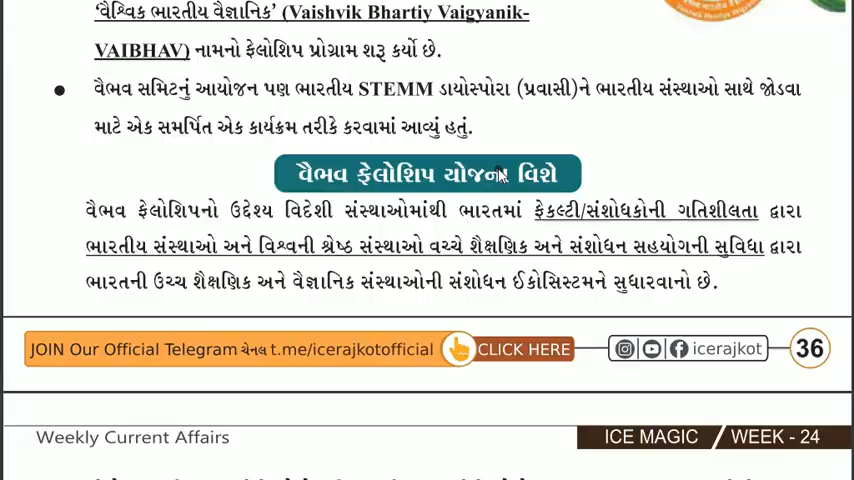 'વૈશ્વિક ભારતીય વૈજ્ઞાનિક' (Vaishvik Bhartiy Vaigyanik-
VAIBHAV) નામનો ફેલોશિપ પ્રોગ્રામ શરૂ કર્યો છે.
● વૈભવ સમિટનું આયોજન પણ ભારતીય STEMM ડાયોસ્પોરા (પ્રવાસી)ને ભારતીય સંસ્થાઓ સાથે જોડવા
માટે એક સમર્પિત એક કાર્યક્રમ તરીકે કરવામાં આવ્યું હતું.
વૈભવ ફેલોશિપ યોજના વિશે
વૈભવ ફેલોશિપનો ઉદ્દેશ્ય વિદેશી સંસ્થાઓમાંથી ભારતમાં ફેકલ્ટી/સંશોધકોની ગતિશીલતા દ્વારા
ભારતીય સંસ્થાઓ અને વિશ્વની શ્રેષ્ઠ સંસ્થાઓ વચ્ચે શૈક્ષણિક અને સંશોધન સહયોગની સુવિધા દ્વારા
ભારતની ઉચ્ચ શૈક્ષણિક અને વૈજ્ઞાનિક સંસ્થાઓની સંશોધન ઈકોસિસ્ટમને સુધારવાનો છે.
JOIN Our Official Telegram ચેનલ t.me/icerajkotofficial CLICK HERE icerajkot 36
Weekly Current Affairs ICE MAGIC WEEK - 24